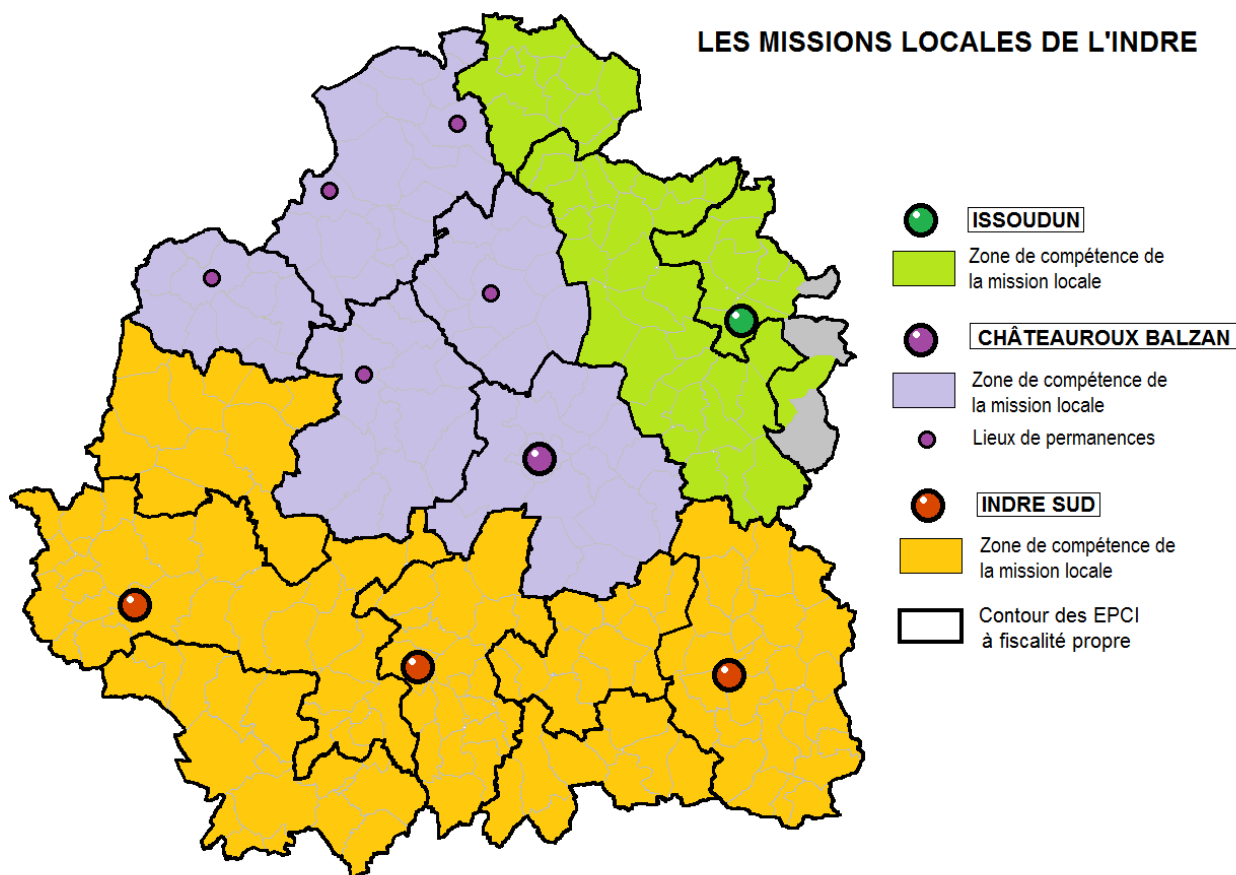 LES MISSIONS LOCALES DE L'INDRE
ISSOUDUN
Zone de compétence de
la mission locale
CHÂTEAUROUX BALZAN
Zone de compétence de
la mission locale
Lieux de permanences
INDRE SUD
Zone de compétence de
la mission locale
Contour des EPCI
à fiscalité propre